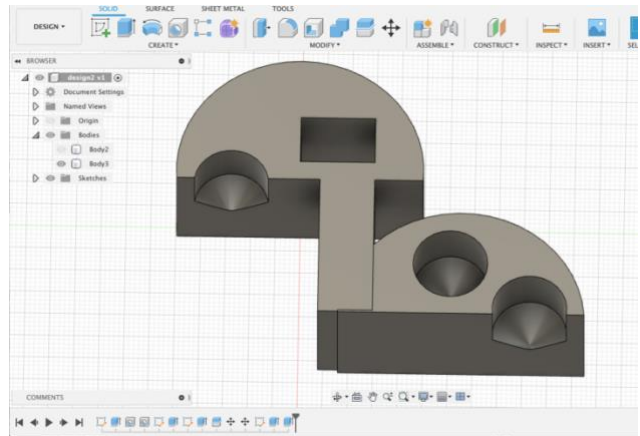 SOLID SURFACE SHEET METAL TOOLS
DESIGN
CREATE MODIFY ASSEMBLE CONSTRUCT INSPECT INSERT
BROWSER
design2 v1
Document Settings
Named Views
Origin
Bodies
Body2
Body3
Sketches
COMMENTS